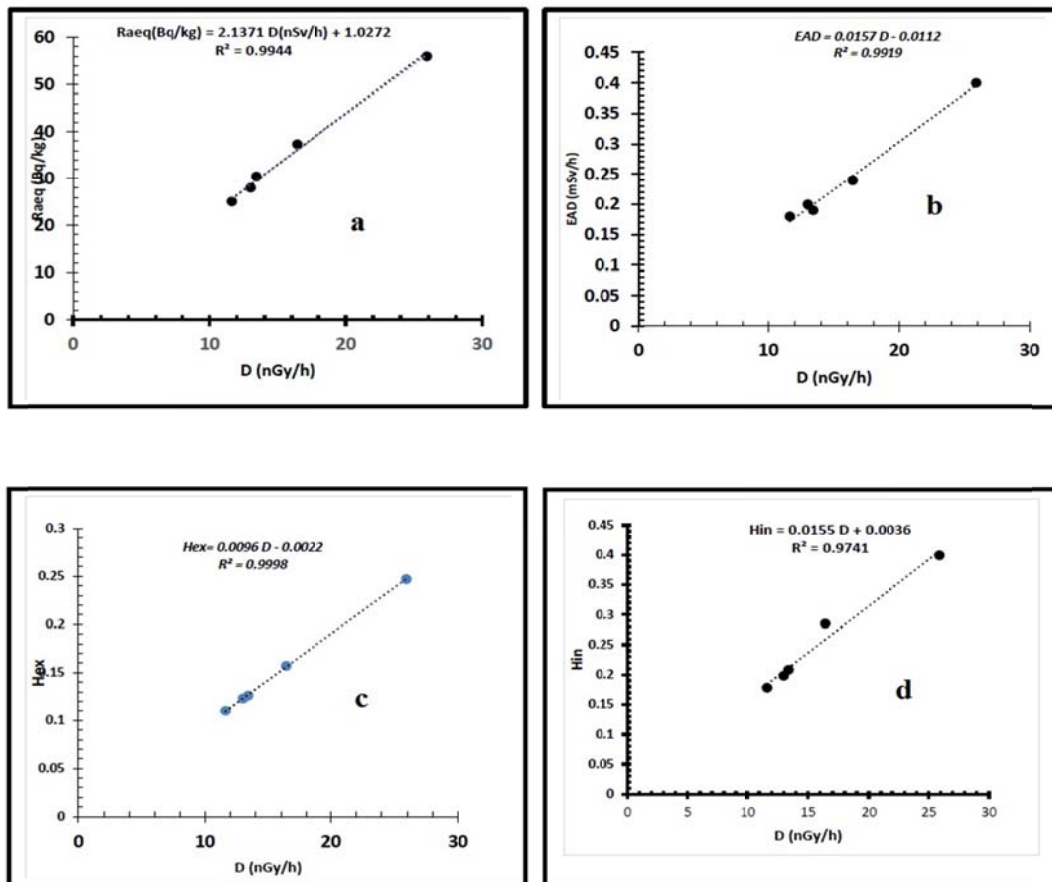 Raeq(Bq/kg) = 2.1371 D(nSv/h) + 1.0272
R² = 0.9944
60
50
40
30
20
10
0
Raeq (Bq/kg)
a
0 10 20 30
D (nGy/h)
EAD = 0.0157 D - 0.0112
R² = 0.9919
0.45
0.4
0.35
0.3
0.25
0.2
0.15
0.1
0.05
0
EAD (mSv/h)
b
0 10 20 30
D (nGy/h)
Hex= 0.0096 D - 0.0022
R² = 0.9998
0.3
0.25
0.2
0.15
0.1
0.05
0
Hex
c
0 10 20 30
D (nGy/h)
Hin = 0.0155 D + 0.0036
R² = 0.9741
0.45
0.4
0.35
0.3
0.25
0.2
0.15
0.1
0.05
0
Hin
d
0 5 10 15 20 25 30
D (nGy/h)